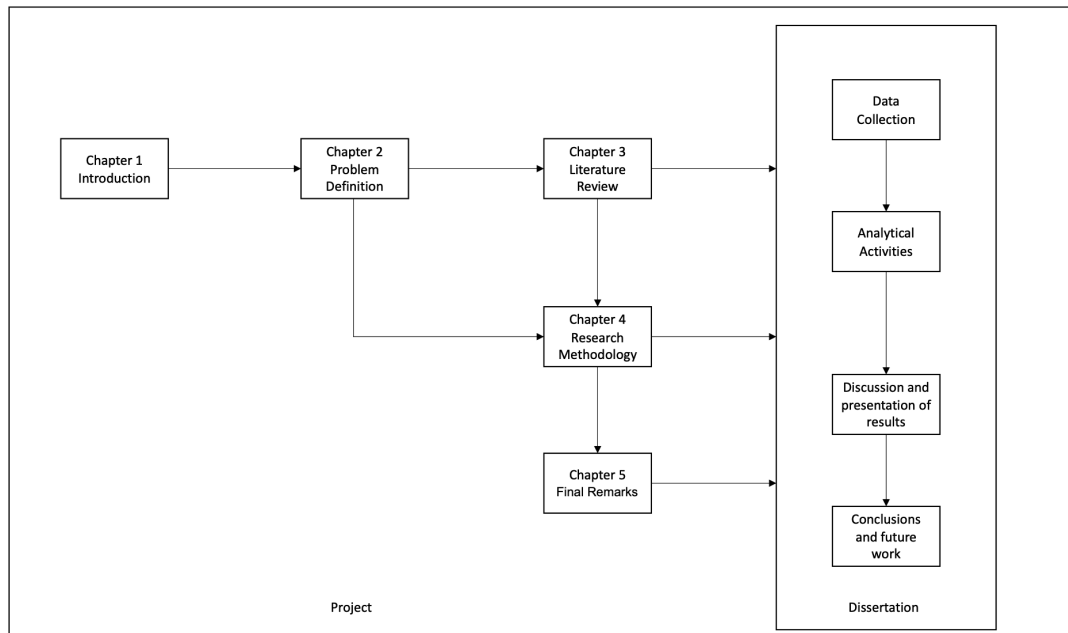 Chapter 1
Introduction
Chapter 2
Problem
Definition
Chapter 3
Literature
Review
Chapter 4
Research
Methodology
Chapter 5
Final Remarks
Project
Data
Collection
Analytical
Activities
Discussion and
presentation of
results
Conclusions
and future
work
Dissertation